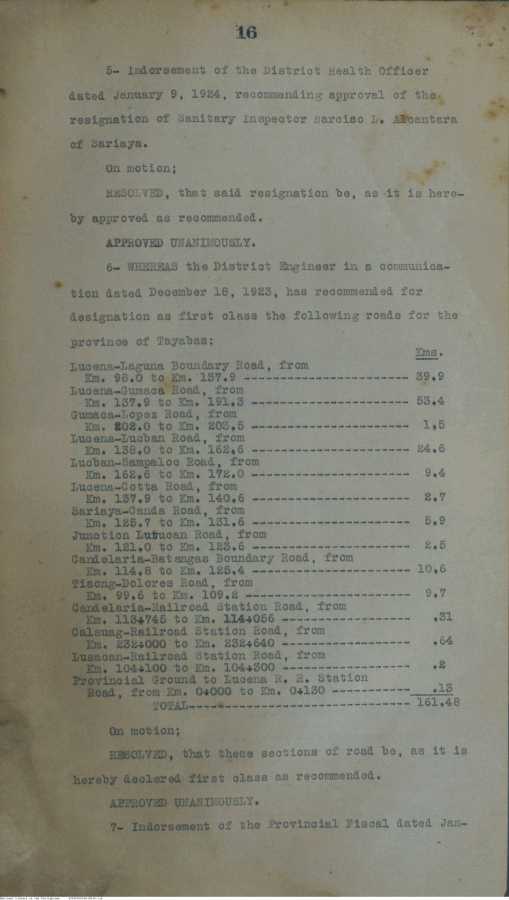 16
5- Indorsement of the District Health Officer
dated January 9, 1924, recommending approval of the
resignation of Sanitary Inspector Narciso L. Alcantara
of Sariaya.
On motion;
RESOLVED, that said resignation be, as it is here-
by approved as recommended.
APPROVED UNANIMOUSLY.
6- WHEREAS the District Engineer in a communica-
tion dated December 18, 1923, has recommended for
designation as first class the following roads for the
province of Tayabas:
Kms.
Lucena-Laguna Boundary Road, from
Km. 98.0 to Km. 137.9 ----------------------- 39.9
Lucena-Gumaca Road, from
Km. 137.9 to Km. 191.3 ---------------------- 53.4
Gumaca-Lopez Road, from
Km. 202.0 to Km. 203.5 ---------------------- 1.5
Lucena-Lucban Road, from
Km. 138.0 to Km. 162.6 ---------------------- 24.6
Lucban-Sampaloc Road, from
Km. 162.6 to Km. 172.0 ---------------------- 9.4
Lucena-Cotta Road, from
Km. 137.9 to Km. 140.6 ---------------------- 2.7
Sariaya-Canda Road, from
Km. 125.7 to Km. 131.6 ---------------------- 5.9
Junction Lutucan Road, from
Km. 121.0 to Km. 123.5 ---------------------- 2.5
Candelaria-Batangas Boundary Road, from
Km. 114.8 to Km. 125.4 ---------------------- 10.6
Tiaong-Dolores Road, from
Km. 99.5 to Km. 109.2 ----------------------- 9.7
Candelaria-Railroad Station Road, from
Km. 113+745 to Km. 114+056 ------------------ .31
Calauag-Railroad Station Road, from
Km. 232+000 to Km. 232+640 ------------------ .64
Lusacan-Railroad Station Road, from
Km. 104+100 to Km. 104+300 ------------------ .2
Provincial Ground to Lucena R. R. Station
Road, from Km. 0+000 to Km. 0+130 ----------- .13
TOTAL------------------------------- 161.48
On motion;
RESOLVED, that these sections of road be, as it is
hereby declared first class as recommended.
APPROVED UNANIMOUSLY.
7- Indorsement of the Provincial Fiscal dated Jan-